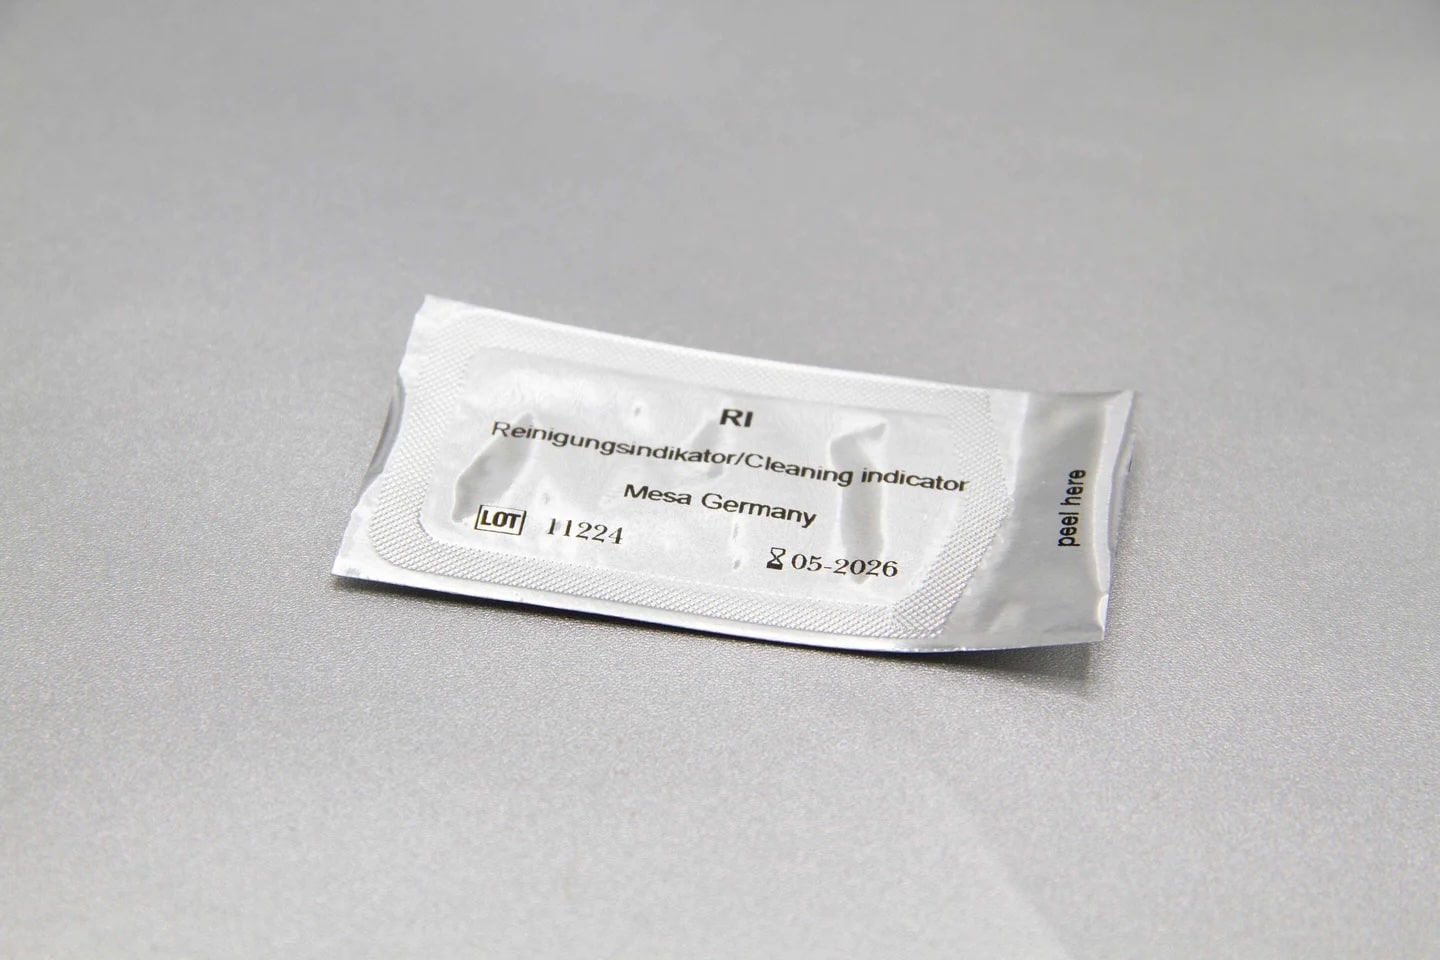 RI
Reinigungsindikator/Cleaning indicator
Mesa Germany
LOT 11224
05-2026
peel here